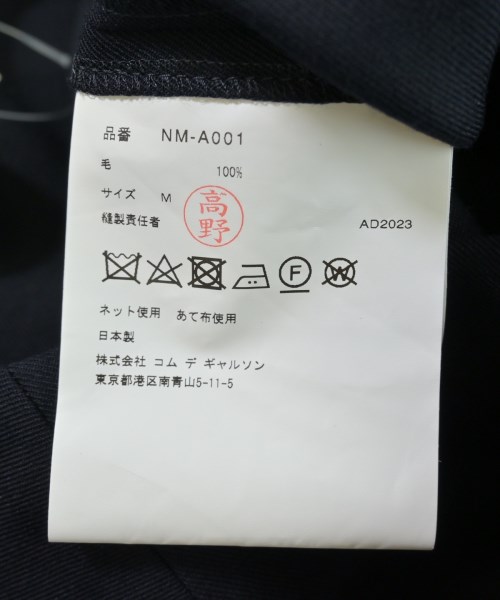 品番 NM-A001
毛 100%
サイズ M
高野
縫製責任者 AD2023
F W
ネット使用 あて布使用
日本製
株式会社 コム デ ギャルソン
東京都港区南青山5-11-5